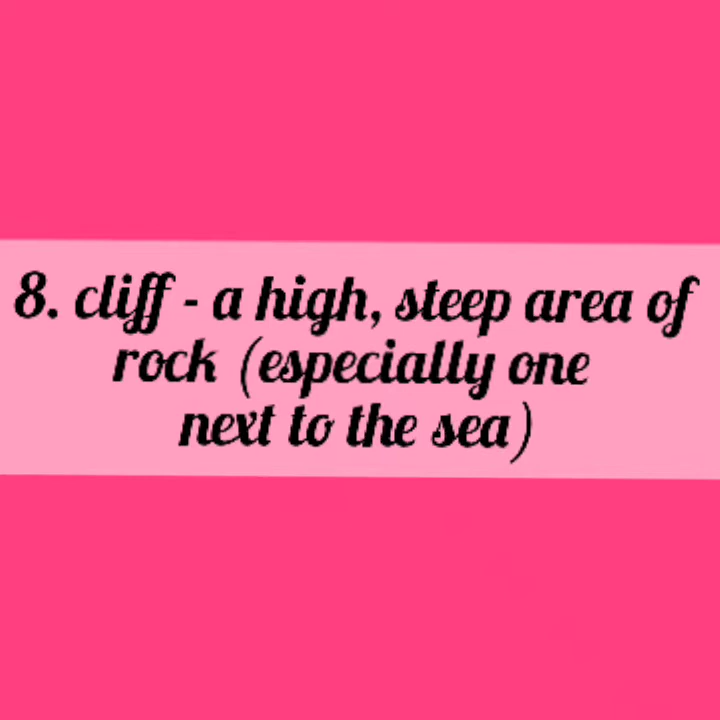 8. cliff - a high, steep area of
rock (especially one
next to the sea)